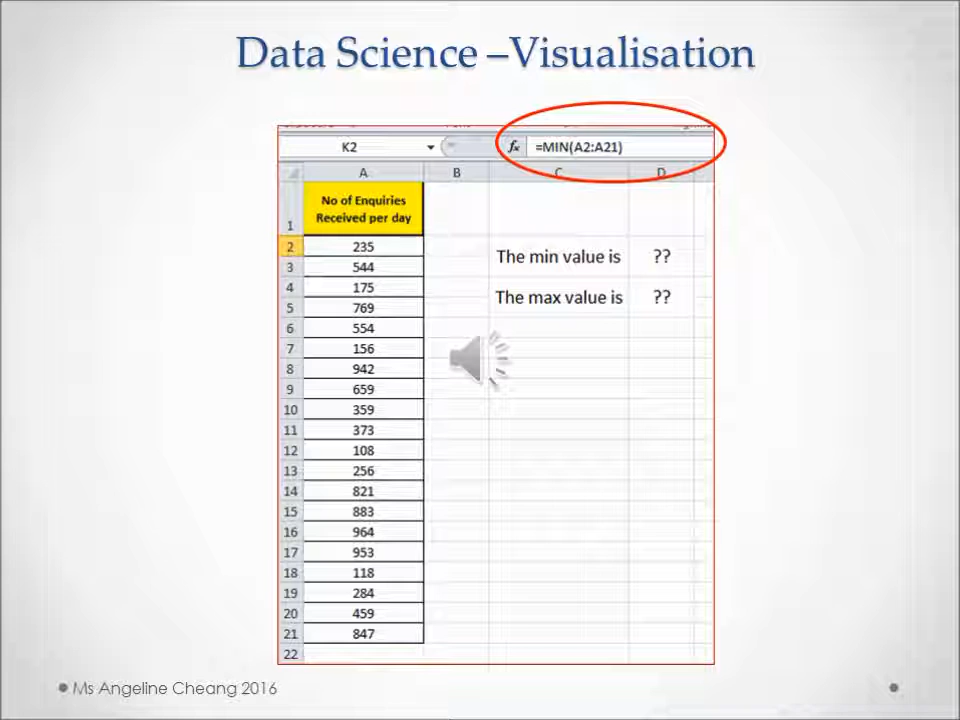 Data Science –Visualisation
K2
fx =MIN(A2:A21)
A B C D
No of Enquiries
Received per day
1
2 235
The min value is ??
3 544
4 175
The max value is ??
5 769
6 554
7 156
8 942
9 659
10 359
11 373
12 108
13 256
14 821
15 883
16 964
17 953
18 118
19 284
20 459
21 847
22
Ms Angeline Cheang 2016